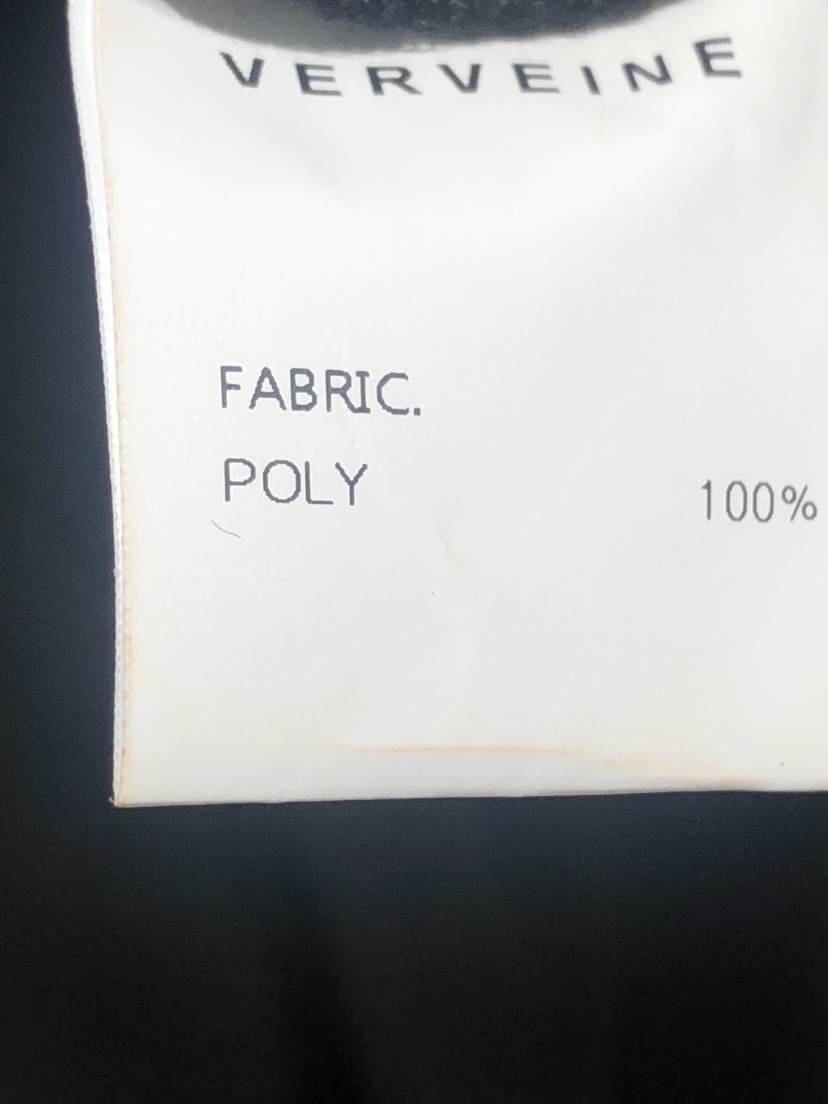 VERVEINE
FABRIC.
POLY 100%